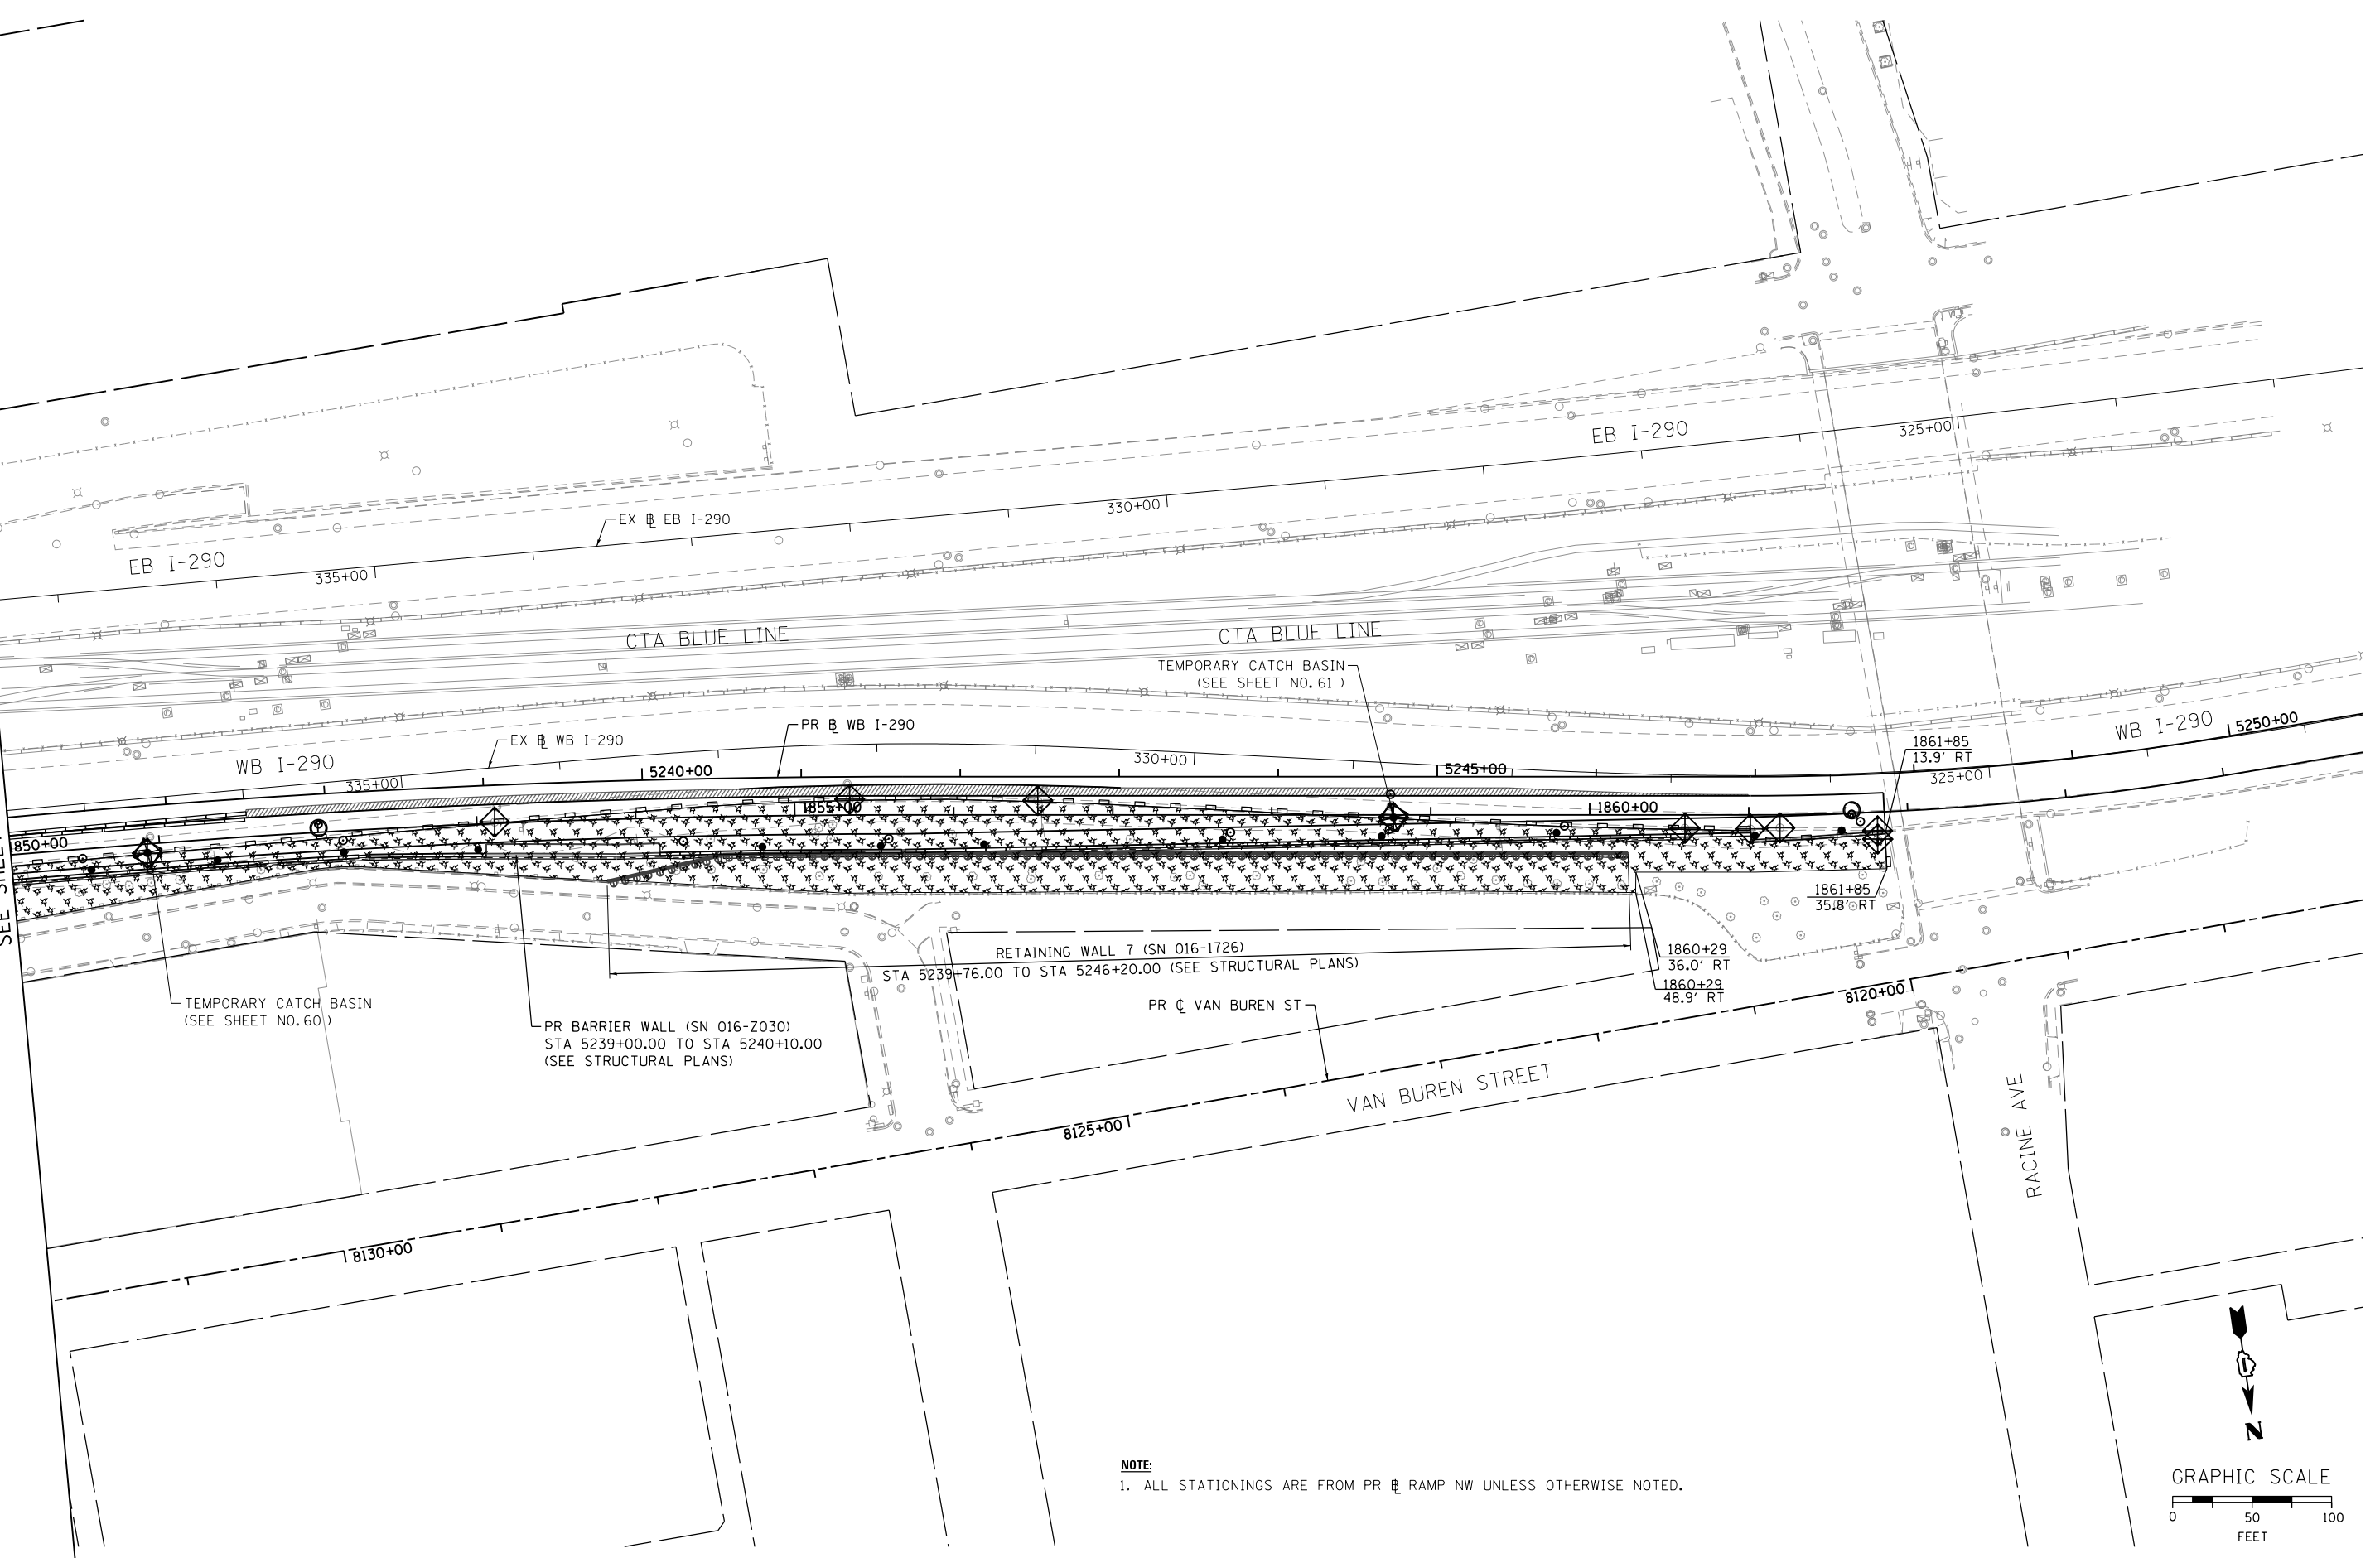 EB I-290
325+00
330+00
EX BL EB I-290
EB I-290
335+00
CTA BLUE LINE
CTA BLUE LINE
TEMPORARY CATCH BASIN
(SEE SHEET NO. 61 )
PR BL WB I-290
EX BL WB I-290
WB I-290
5250+00
1861+85
13.9' RT
WB I-290
330+00
5240+00
5245+00
325+00
335+00
1855+00
1860+00
850+00
1861+85
35.8' RT
RETAINING WALL 7 (SN 016-1726)
STA 5239+76.00 TO STA 5246+20.00 (SEE STRUCTURAL PLANS)
1860+29
36.0' RT
1860+29
48.9' RT
8120+00
TEMPORARY CATCH BASIN
(SEE SHEET NO. 60 )
PR CL VAN BUREN ST
PR BARRIER WALL (SN 016-Z030)
STA 5239+00.00 TO STA 5240+10.00
(SEE STRUCTURAL PLANS)
VAN BUREN STREET
8125+00
RACINE AVE
8130+00
N
NOTE:
1. ALL STATIONINGS ARE FROM PR BL RAMP NW UNLESS OTHERWISE NOTED.
GRAPHIC SCALE
0 50 100
FEET